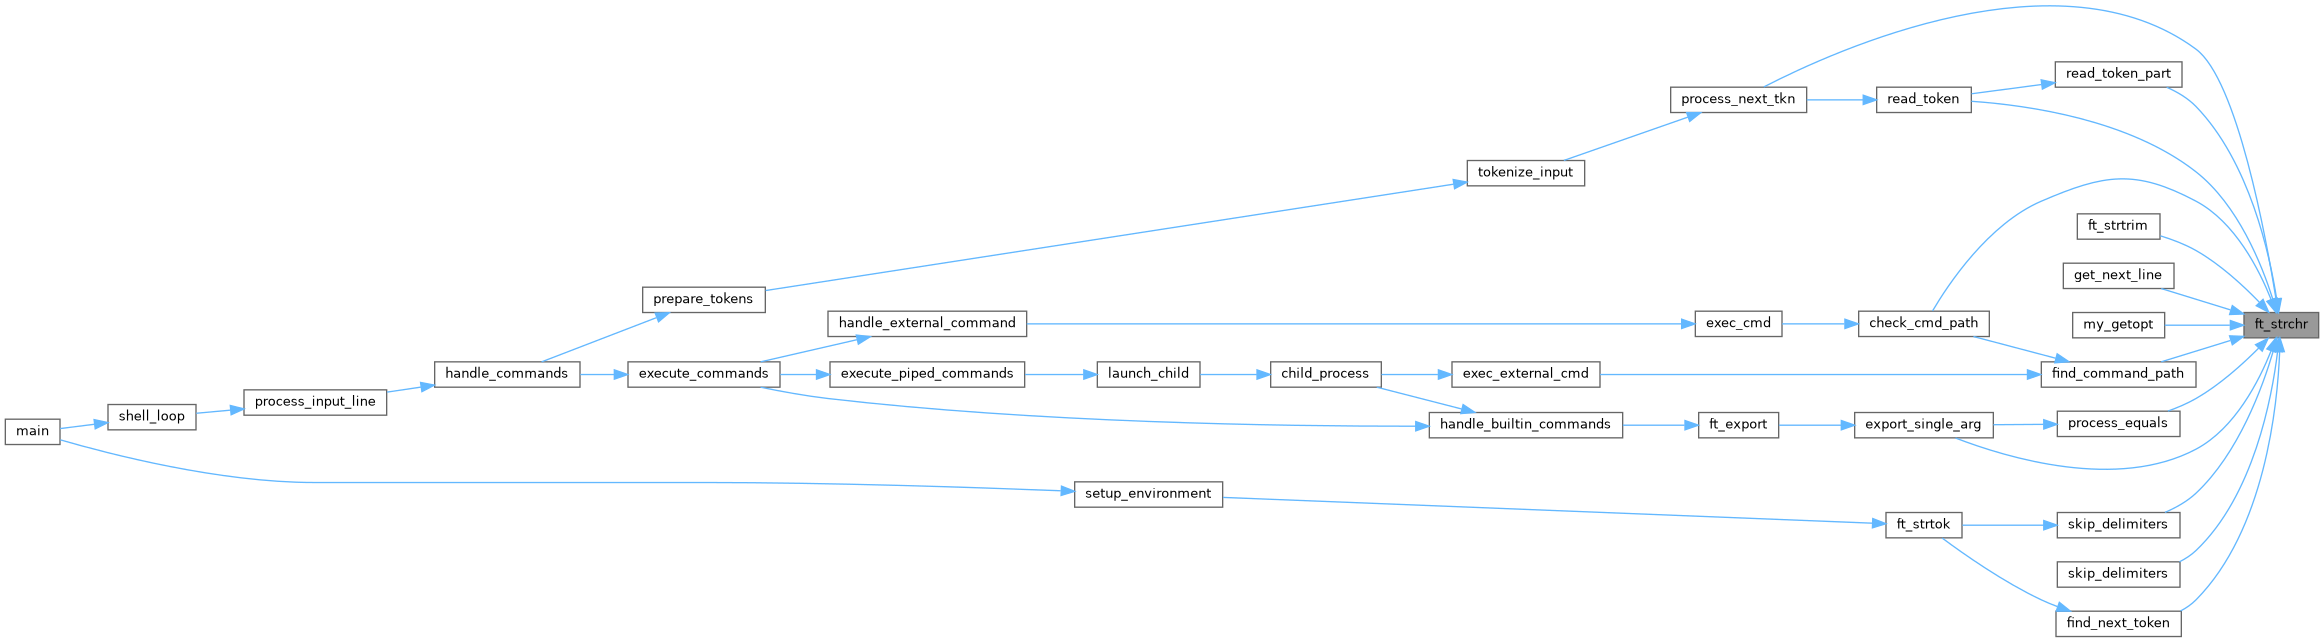 read_token_part
process_next_tkn
read_token
tokenize_input
ft_strtrim
get_next_line
prepare_tokens
handle_external_command
exec_cmd
check_cmd_path
my_getopt
ft_strchr
handle_commands
execute_commands
execute_piped_commands
launch_child
child_process
exec_external_cmd
find_command_path
process_input_line
shell_loop
main
handle_builtin_commands
ft_export
export_single_arg
process_equals
setup_environment
ft_strtok
skip_delimiters
skip_delimiters
find_next_token